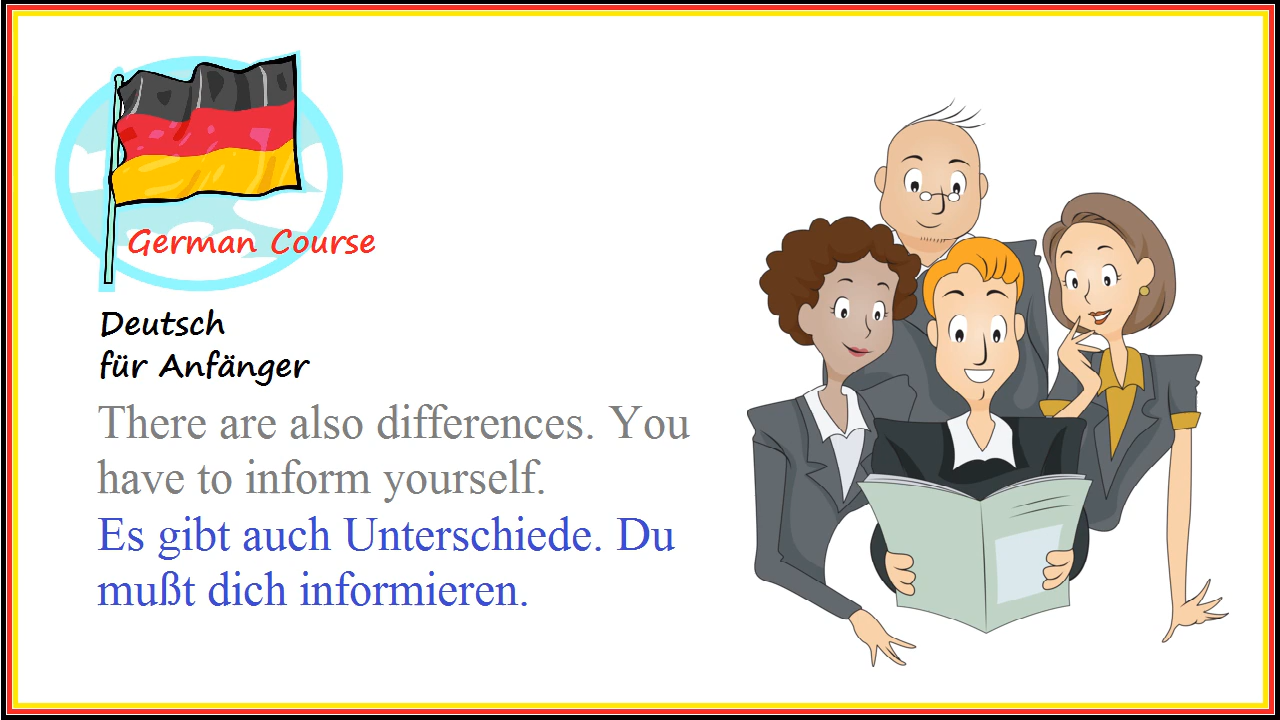 German Course
Deutsch
für Anfänger
There are also differences. You
have to inform yourself.
Es gibt auch Unterschiede. Du
mußt dich informieren.